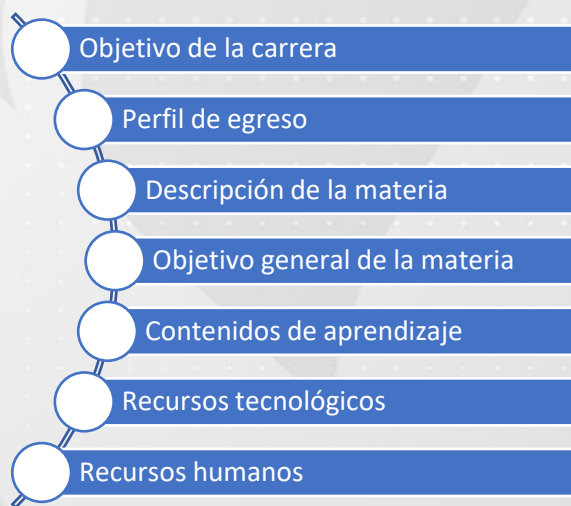 Objetivo de la carrera
Perfil de egreso
Descripción de la materia
Objetivo general de la materia
Contenidos de aprendizaje
Recursos tecnológicos
Recursos humanos